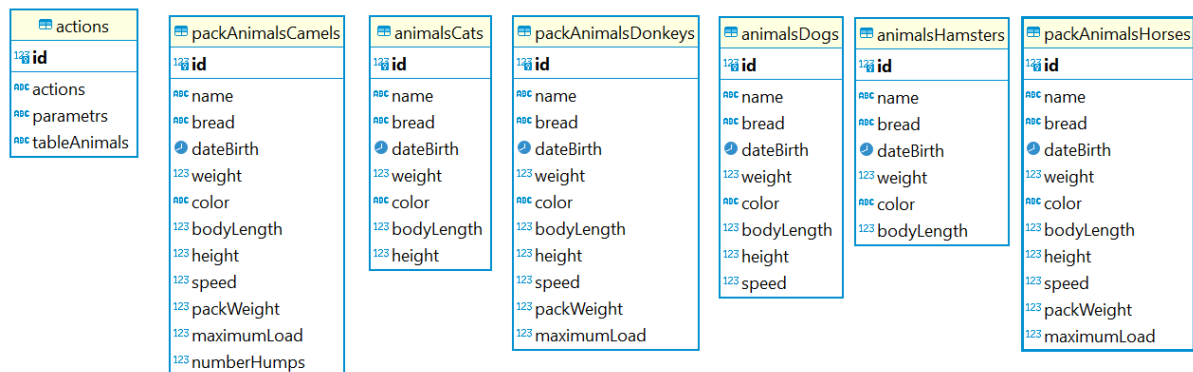 actions
id
actions
parametrs
tableAnimals
packAnimalsCamels
id
name
bread
dateBirth
weight
color
bodyLength
height
speed
packWeight
maximumLoad
numberHumps
animalsCats
id
name
bread
dateBirth
weight
color
bodyLength
height
packAnimalsDonkeys
id
name
bread
dateBirth
weight
color
bodyLength
height
speed
packWeight
maximumLoad
animalsDogs
id
name
bread
dateBirth
weight
color
bodyLength
height
speed
animalsHamsters
id
name
bread
dateBirth
weight
color
bodyLength
packAnimalsHorses
id
name
bread
dateBirth
weight
color
bodyLength
height
speed
packWeight
maximumLoad